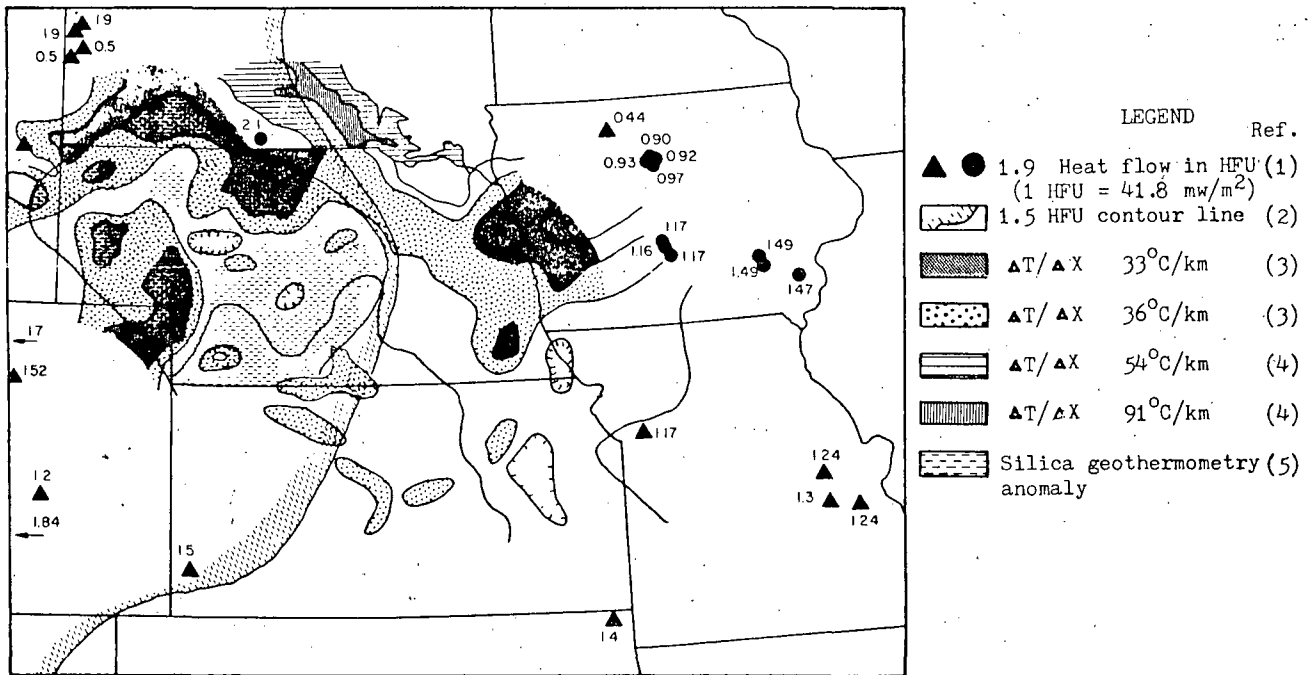 19
19
0.5
0.5
21
044
090
0.93
092
097
117
1.16
117
149
1.49
147
17
152
12
1.84
15
117
124
1.3
124
14
LEGEND
Ref.
1.9 Heat flow in HFU (1)
(1 HFU = 41.8 mw/m²)
1.5 HFU contour line (2)
ΔT/ΔX 33°C/km (3)
ΔT/ΔX 36°C/km (3)
ΔT/ΔX 54°C/km (4)
ΔT/ΔX 91°C/km (4)
Silica geothermometry (5)
anomaly